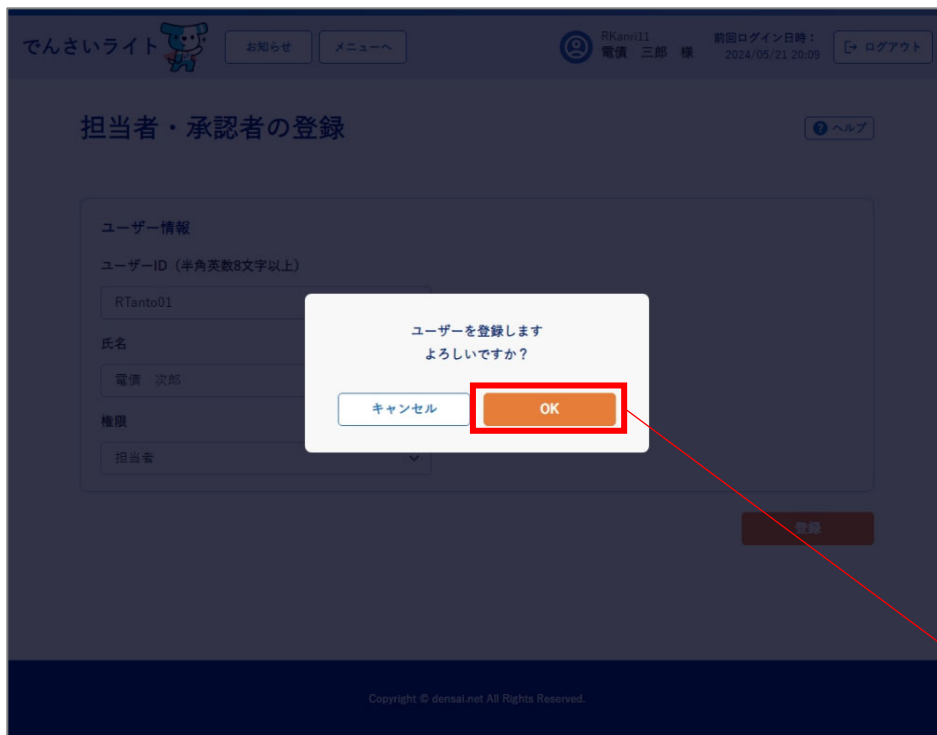 でんさいライト
お知らせ
メニューへ
RKanri11
電債 三郎 様
前回ログイン日時：
2024/05/21 20:09
ログアウト
担当者・承認者の登録
? ヘルプ
ユーザー情報
ユーザーID（半角英数8文字以上）
RTanto01
氏名
電債 次郎
権限
担当者
ユーザーを登録します
よろしいですか？
キャンセル
OK
登録
Copyright © densai.net All Rights Reserved.